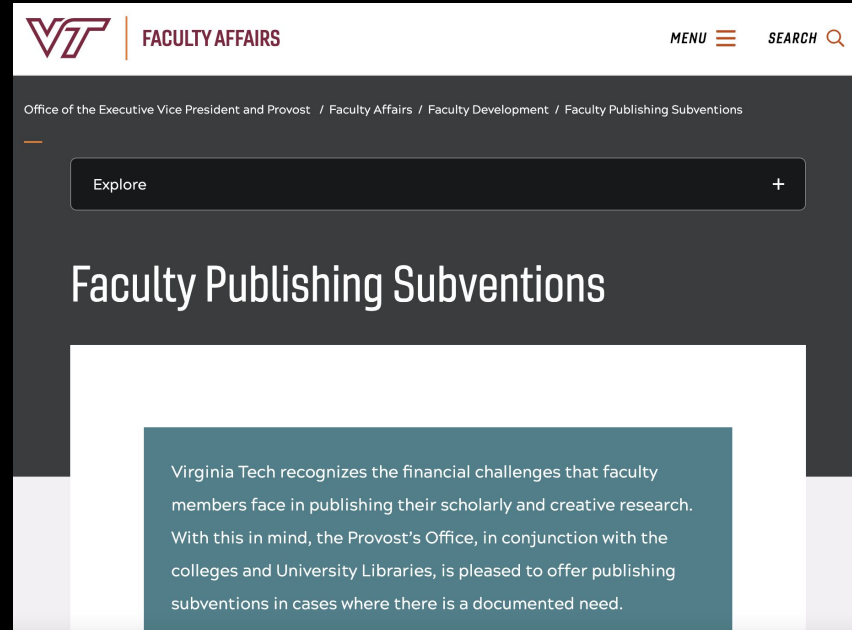 VT FACULTY AFFAIRS MENU SEARCH
Office of the Executive Vice President and Provost / Faculty Affairs / Faculty Development / Faculty Publishing Subventions
Explore +
Faculty Publishing Subventions
Virginia Tech recognizes the financial challenges that faculty
members face in publishing their scholarly and creative research.
With this in mind, the Provost’s Office, in conjunction with the
colleges and University Libraries, is pleased to offer publishing
subventions in cases where there is a documented need.